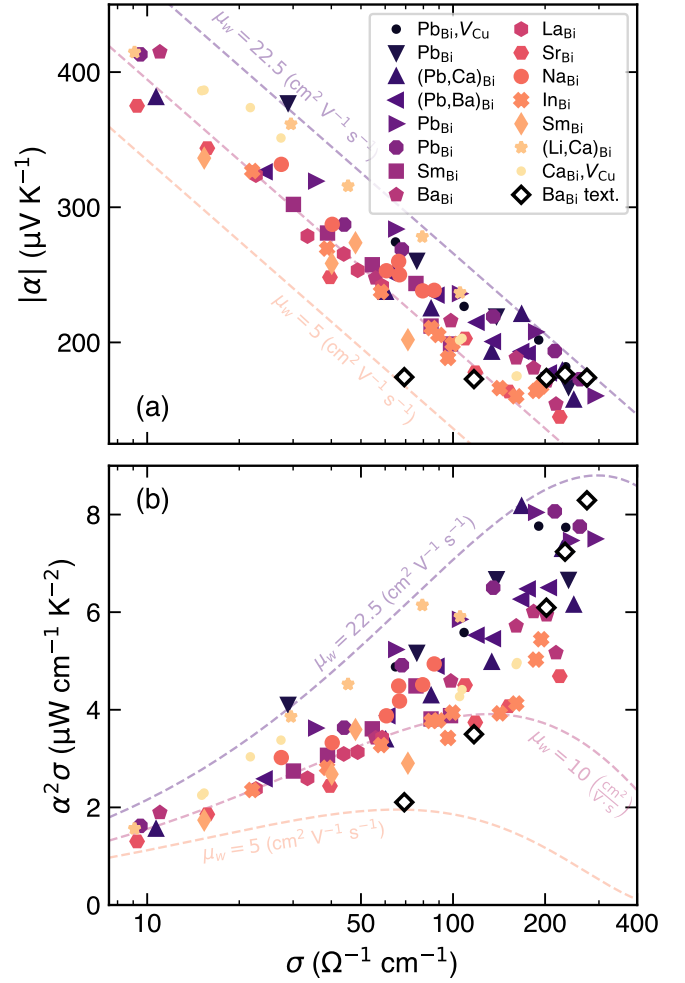 400
300
200
|α| (μV K⁻¹)
μ_w = 22.5 (cm² V⁻¹ s⁻¹)
μ_w = 5 (cm² V⁻¹ s⁻¹)
(a)
Pb_Bi,V_Cu
Pb_Bi
(Pb,Ca)_Bi
(Pb,Ba)_Bi
Pb_Bi
Pb_Bi
Sm_Bi
Ba_Bi
La_Bi
Sr_Bi
Na_Bi
In_Bi
Sm_Bi
(Li,Ca)_Bi
Ca_Bi,V_Cu
Ba_Bi text.
(b)
8
6
4
2
0
α²σ (μW cm⁻¹ K⁻²)
μ_w = 22.5 (cm² V⁻¹ s⁻¹)
μ_w = 10 (cm²/V·s)
μ_w = 5 (cm² V⁻¹ s⁻¹)
10 50 100 200 400
σ (Ω⁻¹ cm⁻¹)